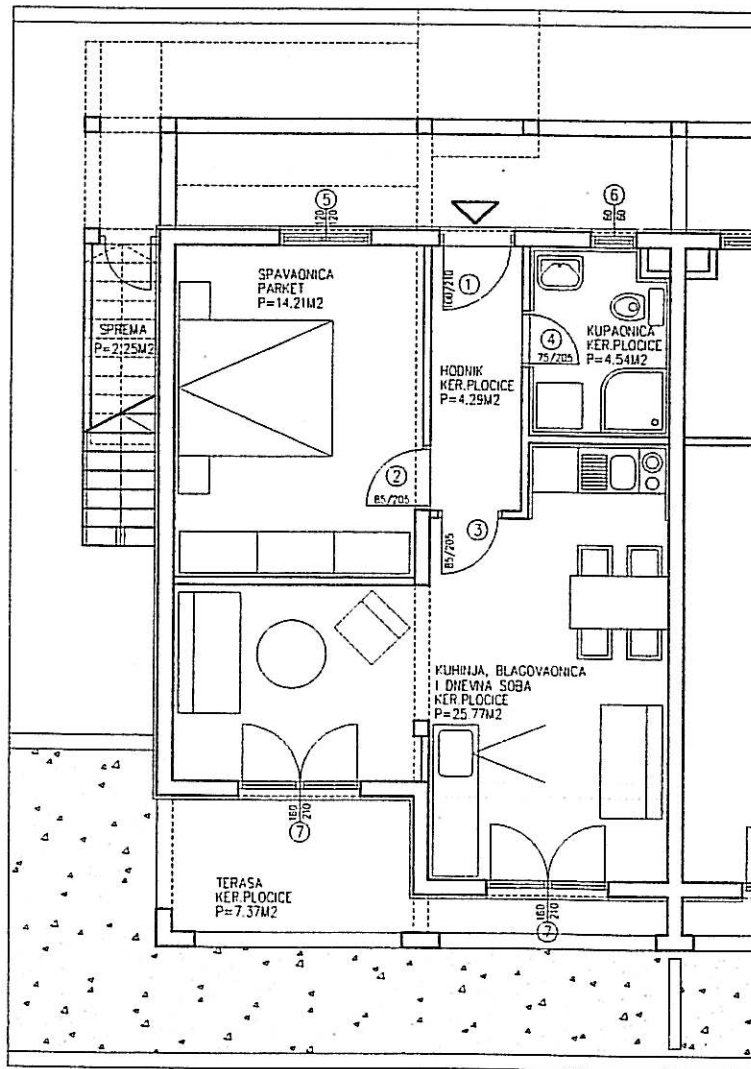 5
120
120
6
60
60
SPAVAONICA
PARKET
P=14.21M2
1
100/210
SPREMA
P=2.25M2
4
75/205
KUPAONICA
KER.PLOCICE
P=4.54M2
HODNIK
KER.PLOCICE
P=4.29M2
2
85/205
3
85/205
KUHINJA, BLAGOVAONICA
I DNEVNA SOBA
KER.PLOCICE
P=25.77M2
160
210
7
TERASA
KER.PLOCICE
P=7.37M2
160
210
7